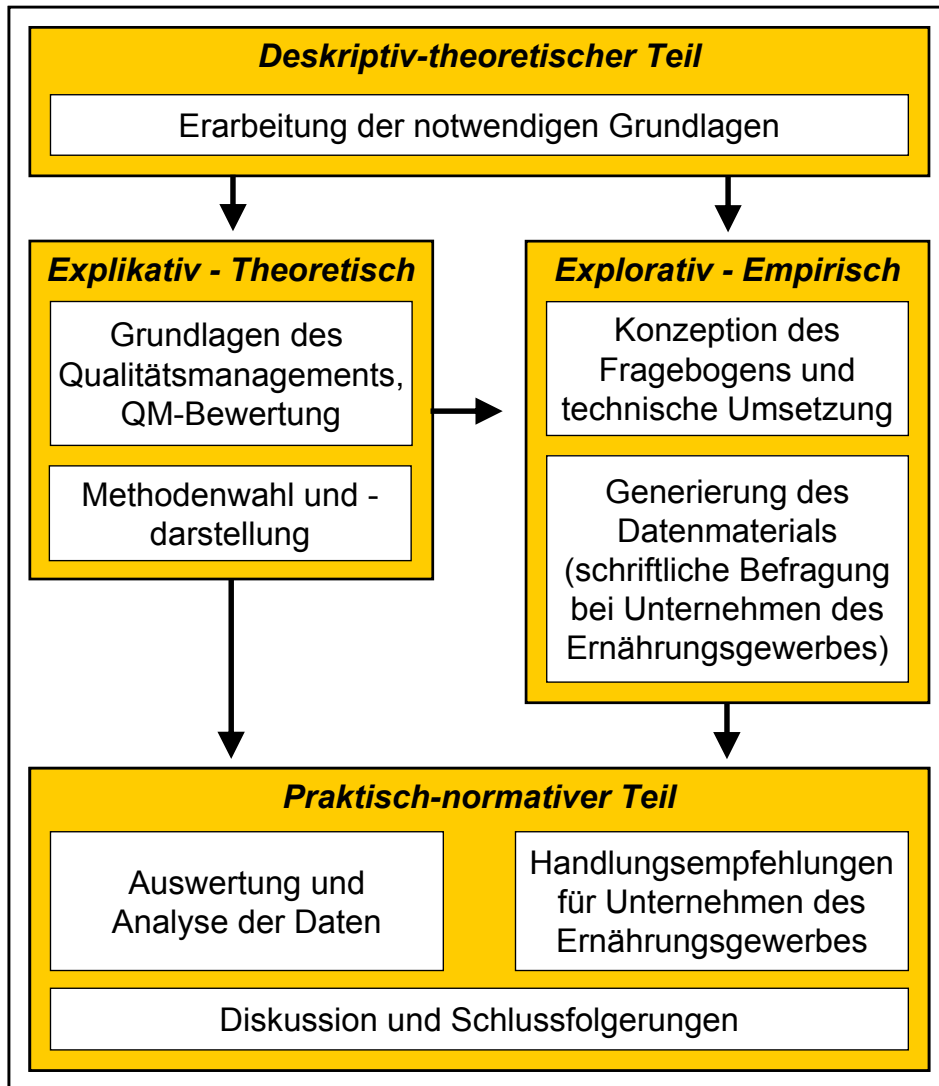 Deskriptiv-theoretischer Teil
Erarbeitung der notwendigen Grundlagen
Explikativ - Theoretisch
Grundlagen des
Qualitätsmanagements,
QM-Bewertung
Methodenwahl und -
darstellung
Explorativ - Empirisch
Konzeption des
Fragebogens und
technische Umsetzung
Generierung des
Datenmaterials
(schriftliche Befragung
bei Unternehmen des
Ernährungsgewerbes)
Praktisch-normativer Teil
Auswertung und
Analyse der Daten
Handlungsempfehlungen
für Unternehmen des
Ernährungsgewerbes
Diskussion und Schlussfolgerungen